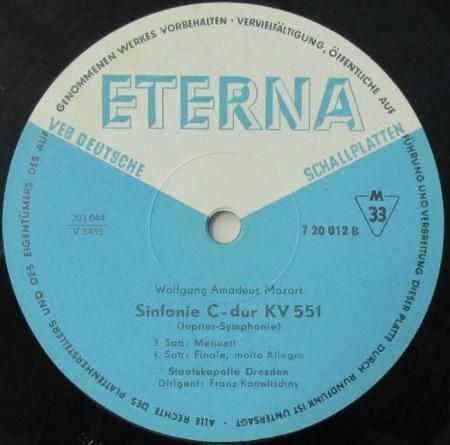 ALLE RECHTE DES PLATTENHERSTELLERS UND DES EIGENTÜMERS DES AUFGENOMMENEN WERKES VORBEHALTEN · VERVIELFÄLTIGUNG, ÖFFENTLICHE AUFFÜHRUNG UND VERBREITUNG DIESER PLATTE DURCH RUNDFUNK IST UNTERSAGT ·
ETERNA
VEB DEUTSCHE SCHALLPLATTEN
203 044
V 8493
M
33
7 20 012 B
Wolfgang Amadeus Mozart
Sinfonie C-dur KV 551
(Jupiter-Symphonie)
3. Satz: Menuett
4. Satz: Finale, molto Allegro
Staatskapelle Dresden
Dirigent: Franz Konwitschny